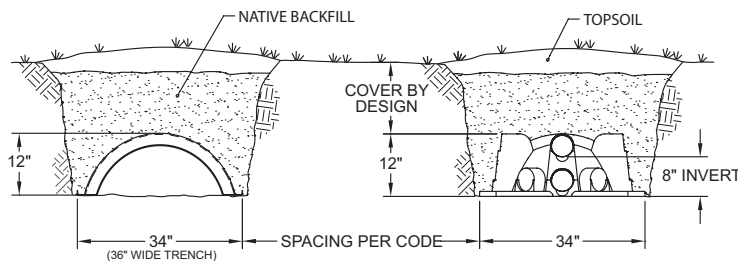 NATIVE BACKFILL
TOPSOIL
COVER BY
DESIGN
12"
12"
8" INVERT
34"
(36" WIDE TRENCH)
SPACING PER CODE
34"